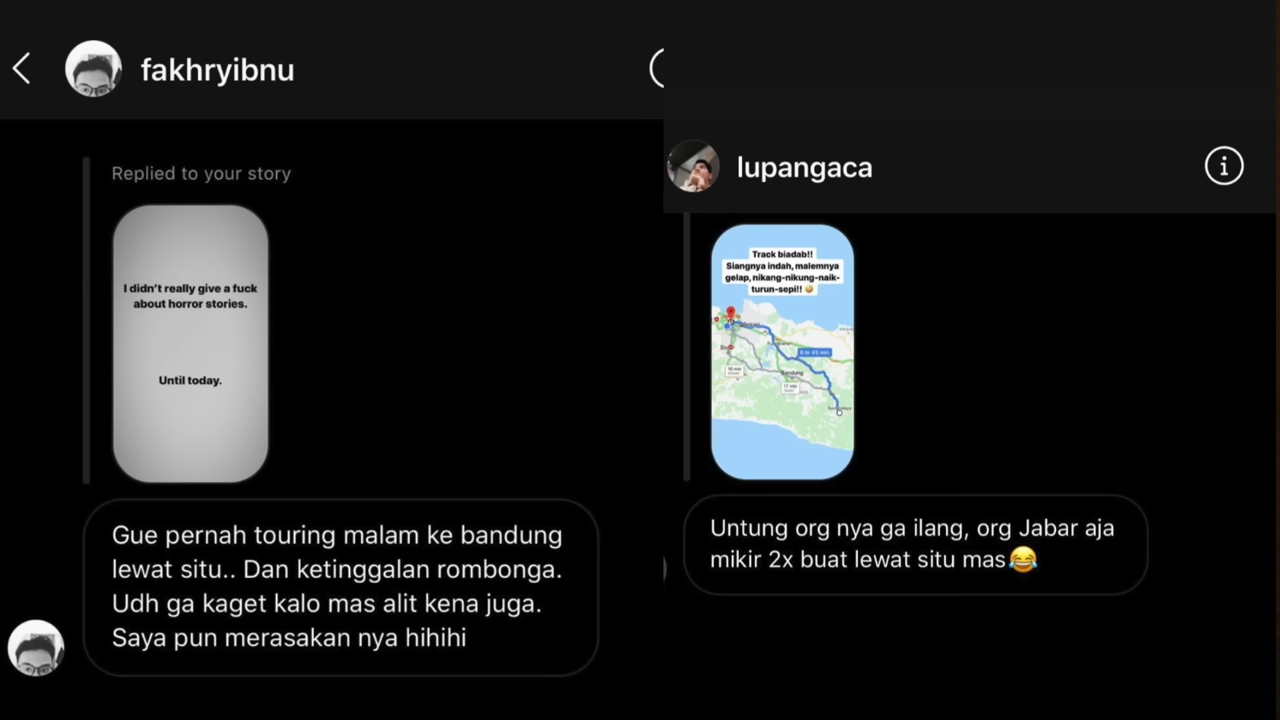 fakhryibnu
Replied to your story
I didn't really give a fuck
about horror stories.
Until today.
Gue pernah touring malam ke bandung
lewat situ.. Dan ketinggalan rombonga.
Udh ga kaget kalo mas alit kena juga.
Saya pun merasakan nya hihihi
lupangaca
Track biadab!!
Siangnya indah, malemnya
gelap, nikang-nikung-naik-
turun-sepi!! 🤣
Bandung
Untung org nya ga ilang, org Jabar aja
mikir 2x buat lewat situ mas😂